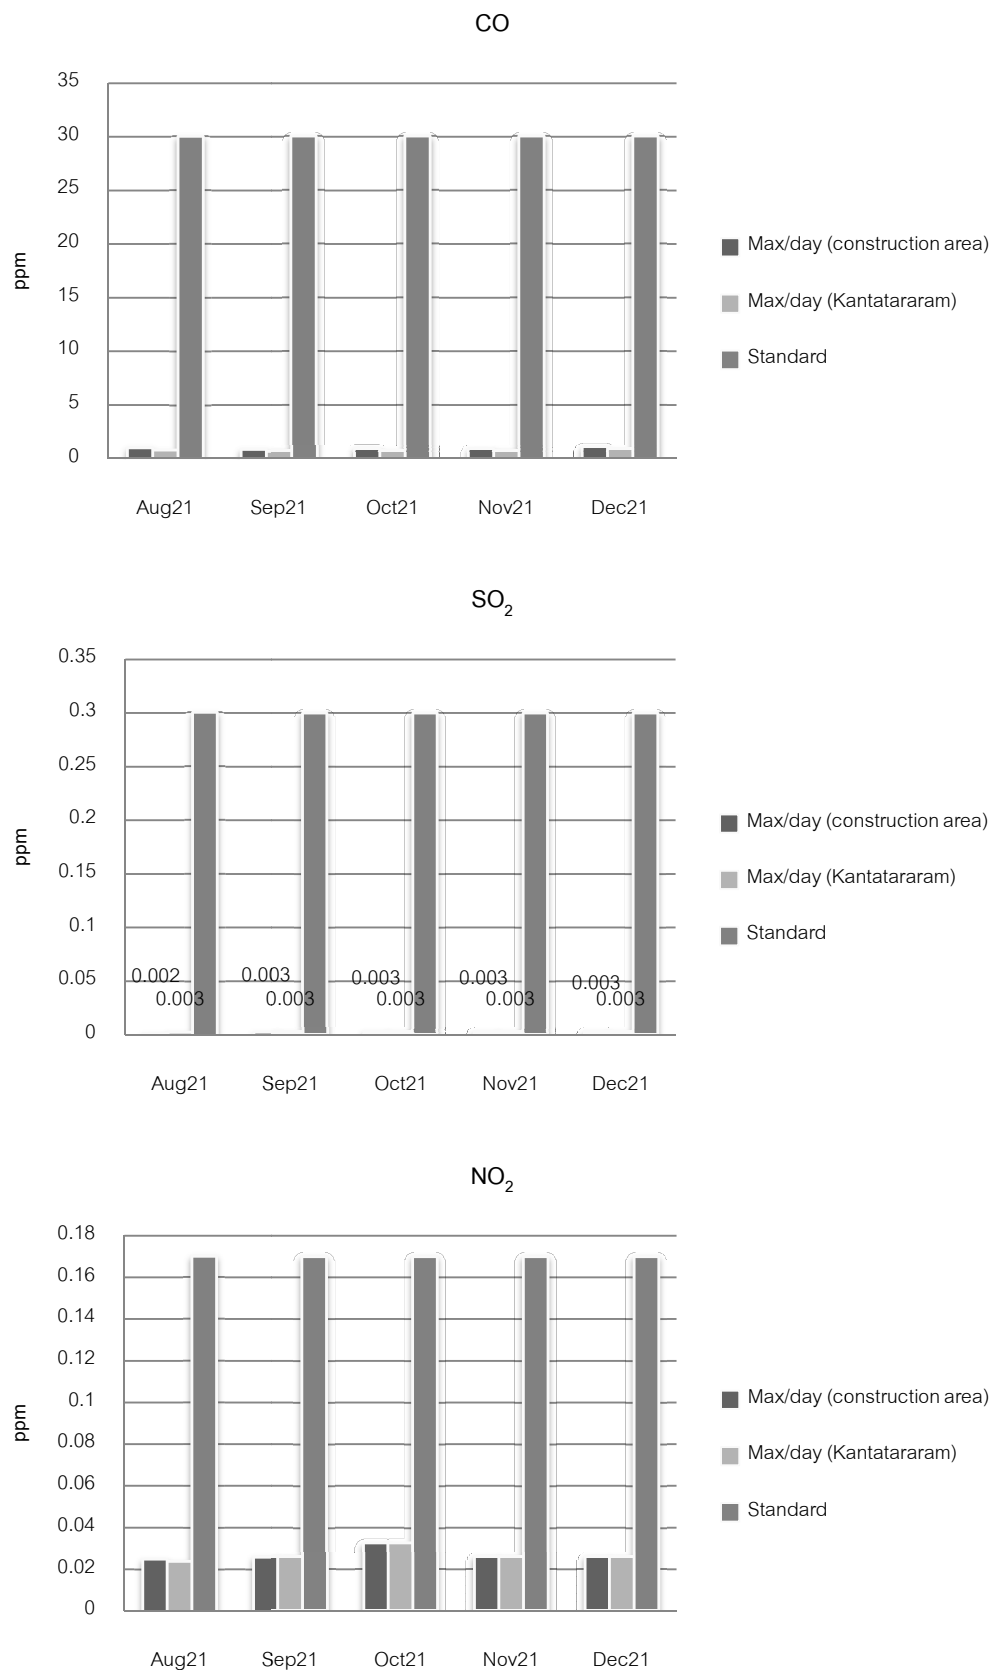 CO
35
30
25
20
15
10
5
0
ppm
Aug21 Sep21 Oct21 Nov21 Dec21
Max/day (construction area)
Max/day (Kantatararam)
Standard
SO2
0.35
0.3
0.25
0.2
0.15
0.1
0.05
0
ppm
0.002 0.003 0.003 0.003 0.003
0.003 0.003 0.003 0.003 0.003
Aug21 Sep21 Oct21 Nov21 Dec21
Max/day (construction area)
Max/day (Kantatararam)
Standard
NO2
0.18
0.16
0.14
0.12
0.1
0.08
0.06
0.04
0.02
0
ppm
Aug21 Sep21 Oct21 Nov21 Dec21
Max/day (construction area)
Max/day (Kantatararam)
Standard